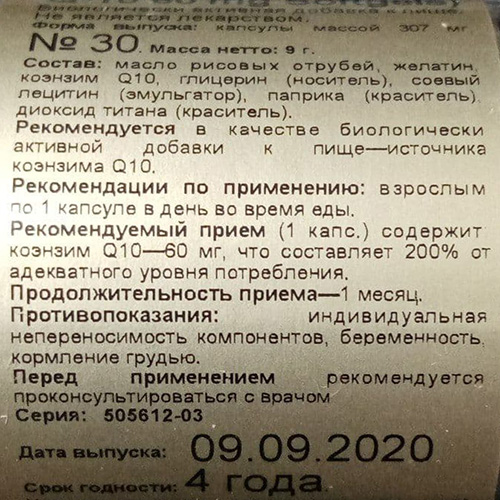 Биологически активная добавка к пище.
Не является лекарством.
Форма выпуска: капсулы массой 307 мг
№ 30. Масса нетто: 9 г.
Состав: масло рисовых отрубей, желатин,
коэнзим Q10, глицерин (носитель), соевый
лецитин (эмульгатор), паприка (краситель),
диоксид титана (краситель).
Рекомендуется в качестве биологически
активной добавки к пище—источника
коэнзима Q10.
Рекомендации по применению: взрослым
по 1 капсуле в день во время еды.
Рекомендуемый прием (1 капс.) содержит
коэнзим Q10—60 мг, что составляет 200% от
адекватного уровня потребления.
Продолжительность приема—1 месяц.
Противопоказания: индивидуальная
непереносимость компонентов, беременность,
кормление грудью.
Перед применением рекомендуется
проконсультироваться с врачом
Серия: 505612-03
Дата выпуска: 09.09.2020
Срок годности: 4 года.